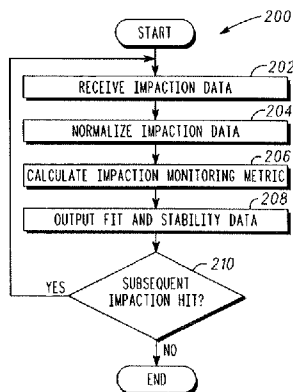 START
200
202
RECEIVE IMPACTION DATA
204
NORMALIZE IMPACTION DATA
206
CALCULATE IMPACTION MONITORING METRIC
208
OUTPUT FIT AND STABILITY DATA
210
SUBSEQUENT
IMPACTION HIT?
YES
NO
END